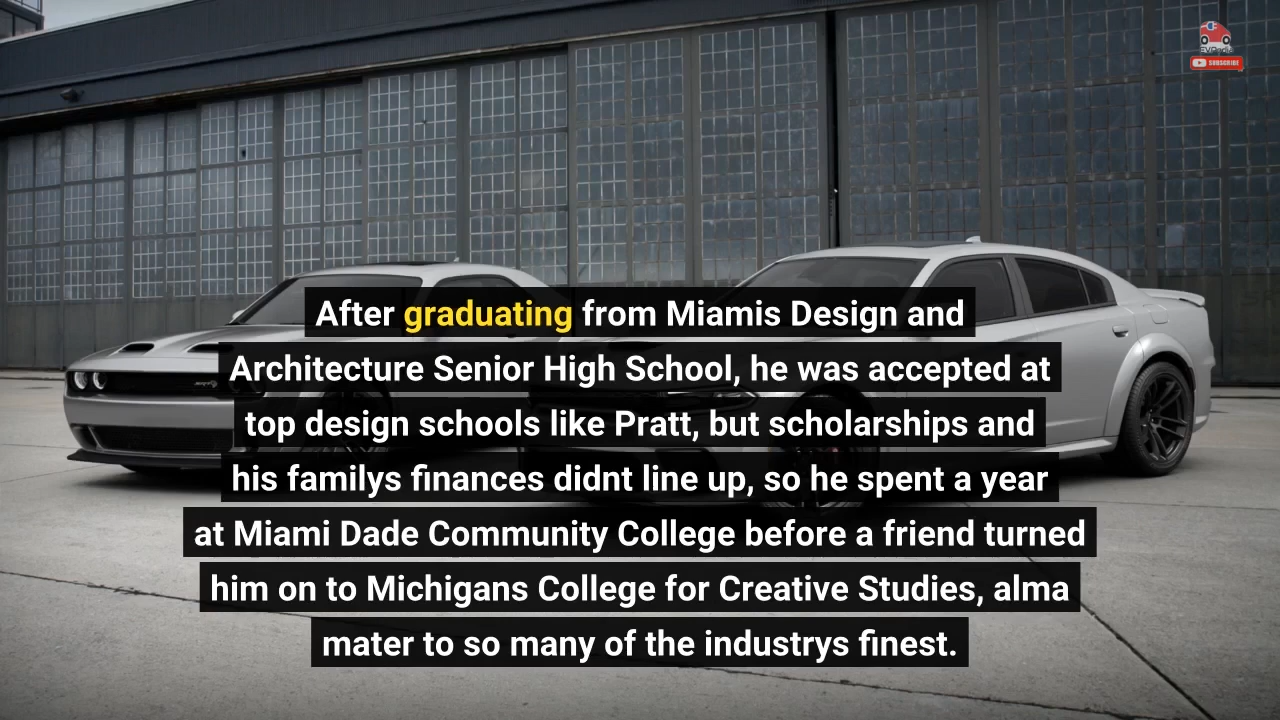 EVPedia
SUBSCRIBE
After graduating from Miamis Design and
Architecture Senior High School, he was accepted at
top design schools like Pratt, but scholarships and
his familys finances didnt line up, so he spent a year
at Miami Dade Community College before a friend turned
him on to Michigans College for Creative Studies, alma
mater to so many of the industrys finest.